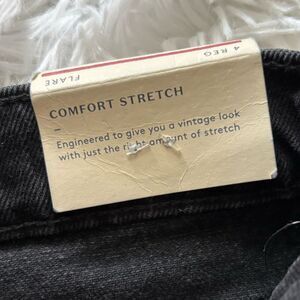 FLARE
4 REG
COMFORT STRETCH
–
Engineered to give you a vintage look
with just the right amount of stretch